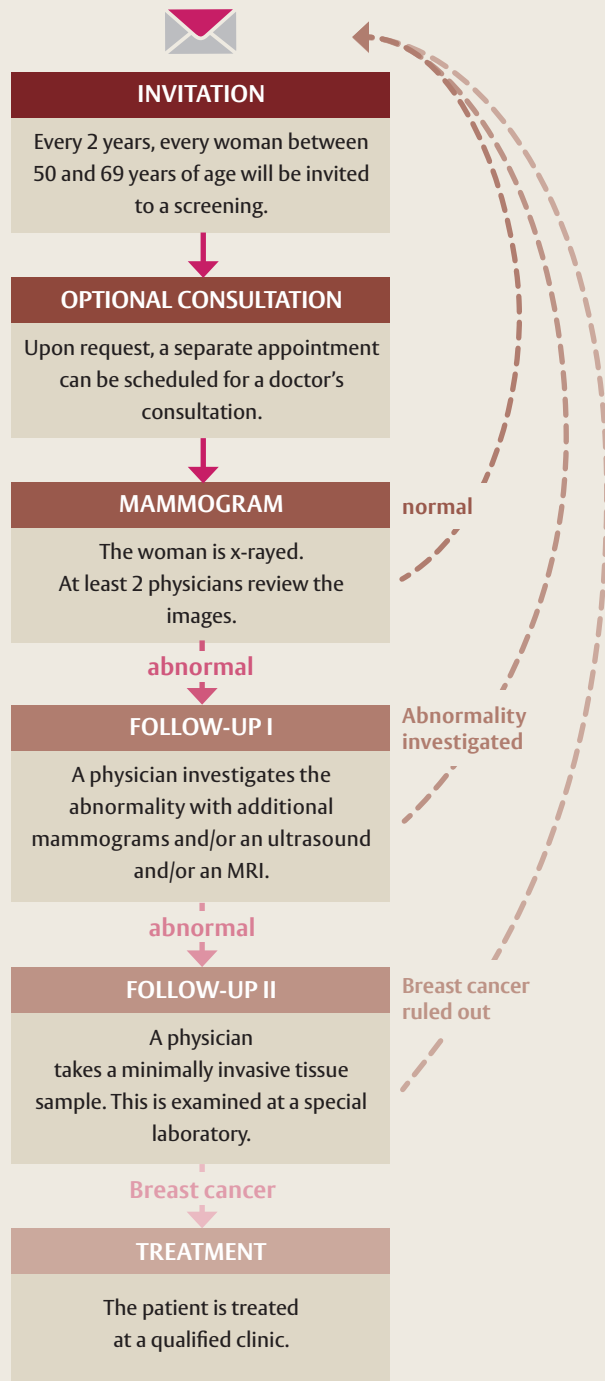 INVITATION
Every 2 years, every woman between
50 and 69 years of age will be invited
to a screening.
OPTIONAL CONSULTATION
Upon request, a separate appointment
can be scheduled for a doctor’s
consultation.
MAMMOGRAM
The woman is x-rayed.
At least 2 physicians review the
images.
normal
abnormal
FOLLOW-UP I
A physician investigates the
abnormality with additional
mammograms and/or an ultrasound
and/or an MRI.
Abnormality
investigated
abnormal
FOLLOW-UP II
A physician
takes a minimally invasive tissue
sample. This is examined at a special
laboratory.
Breast cancer
ruled out
Breast cancer
TREATMENT
The patient is treated
at a qualified clinic.